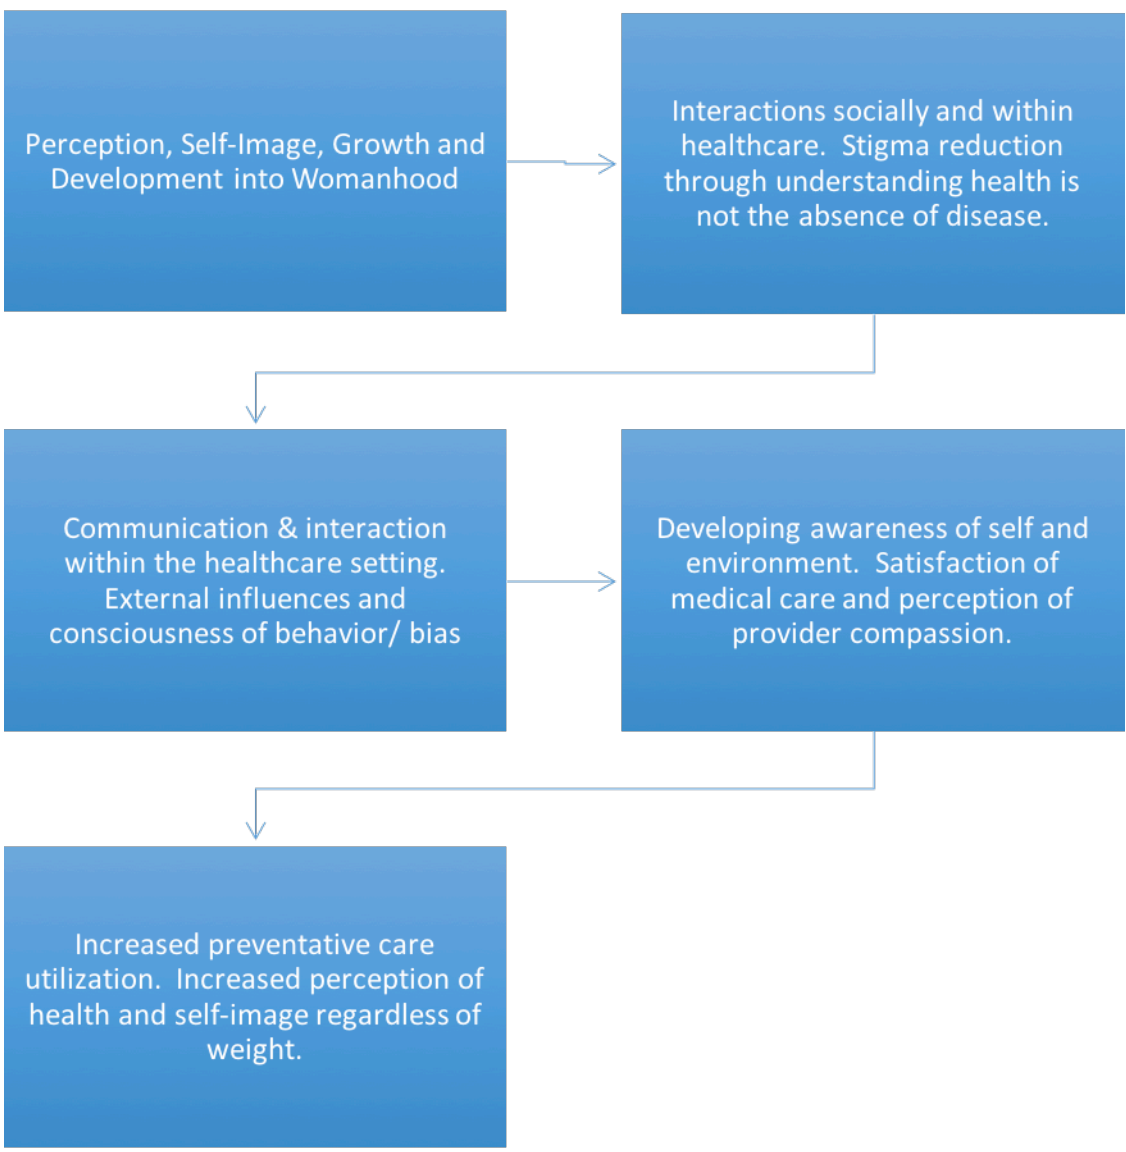 Perception, Self-Image, Growth and
Development into Womanhood
Interactions socially and within
healthcare.  Stigma reduction
through understanding health is
not the absence of disease.
Communication & interaction
within the healthcare setting.
External influences and
consciousness of behavior/ bias
Developing awareness of self and
environment.  Satisfaction of
medical care and perception of
provider compassion.
Increased preventative care
utilization.  Increased perception of
health and self-image regardless of
weight.